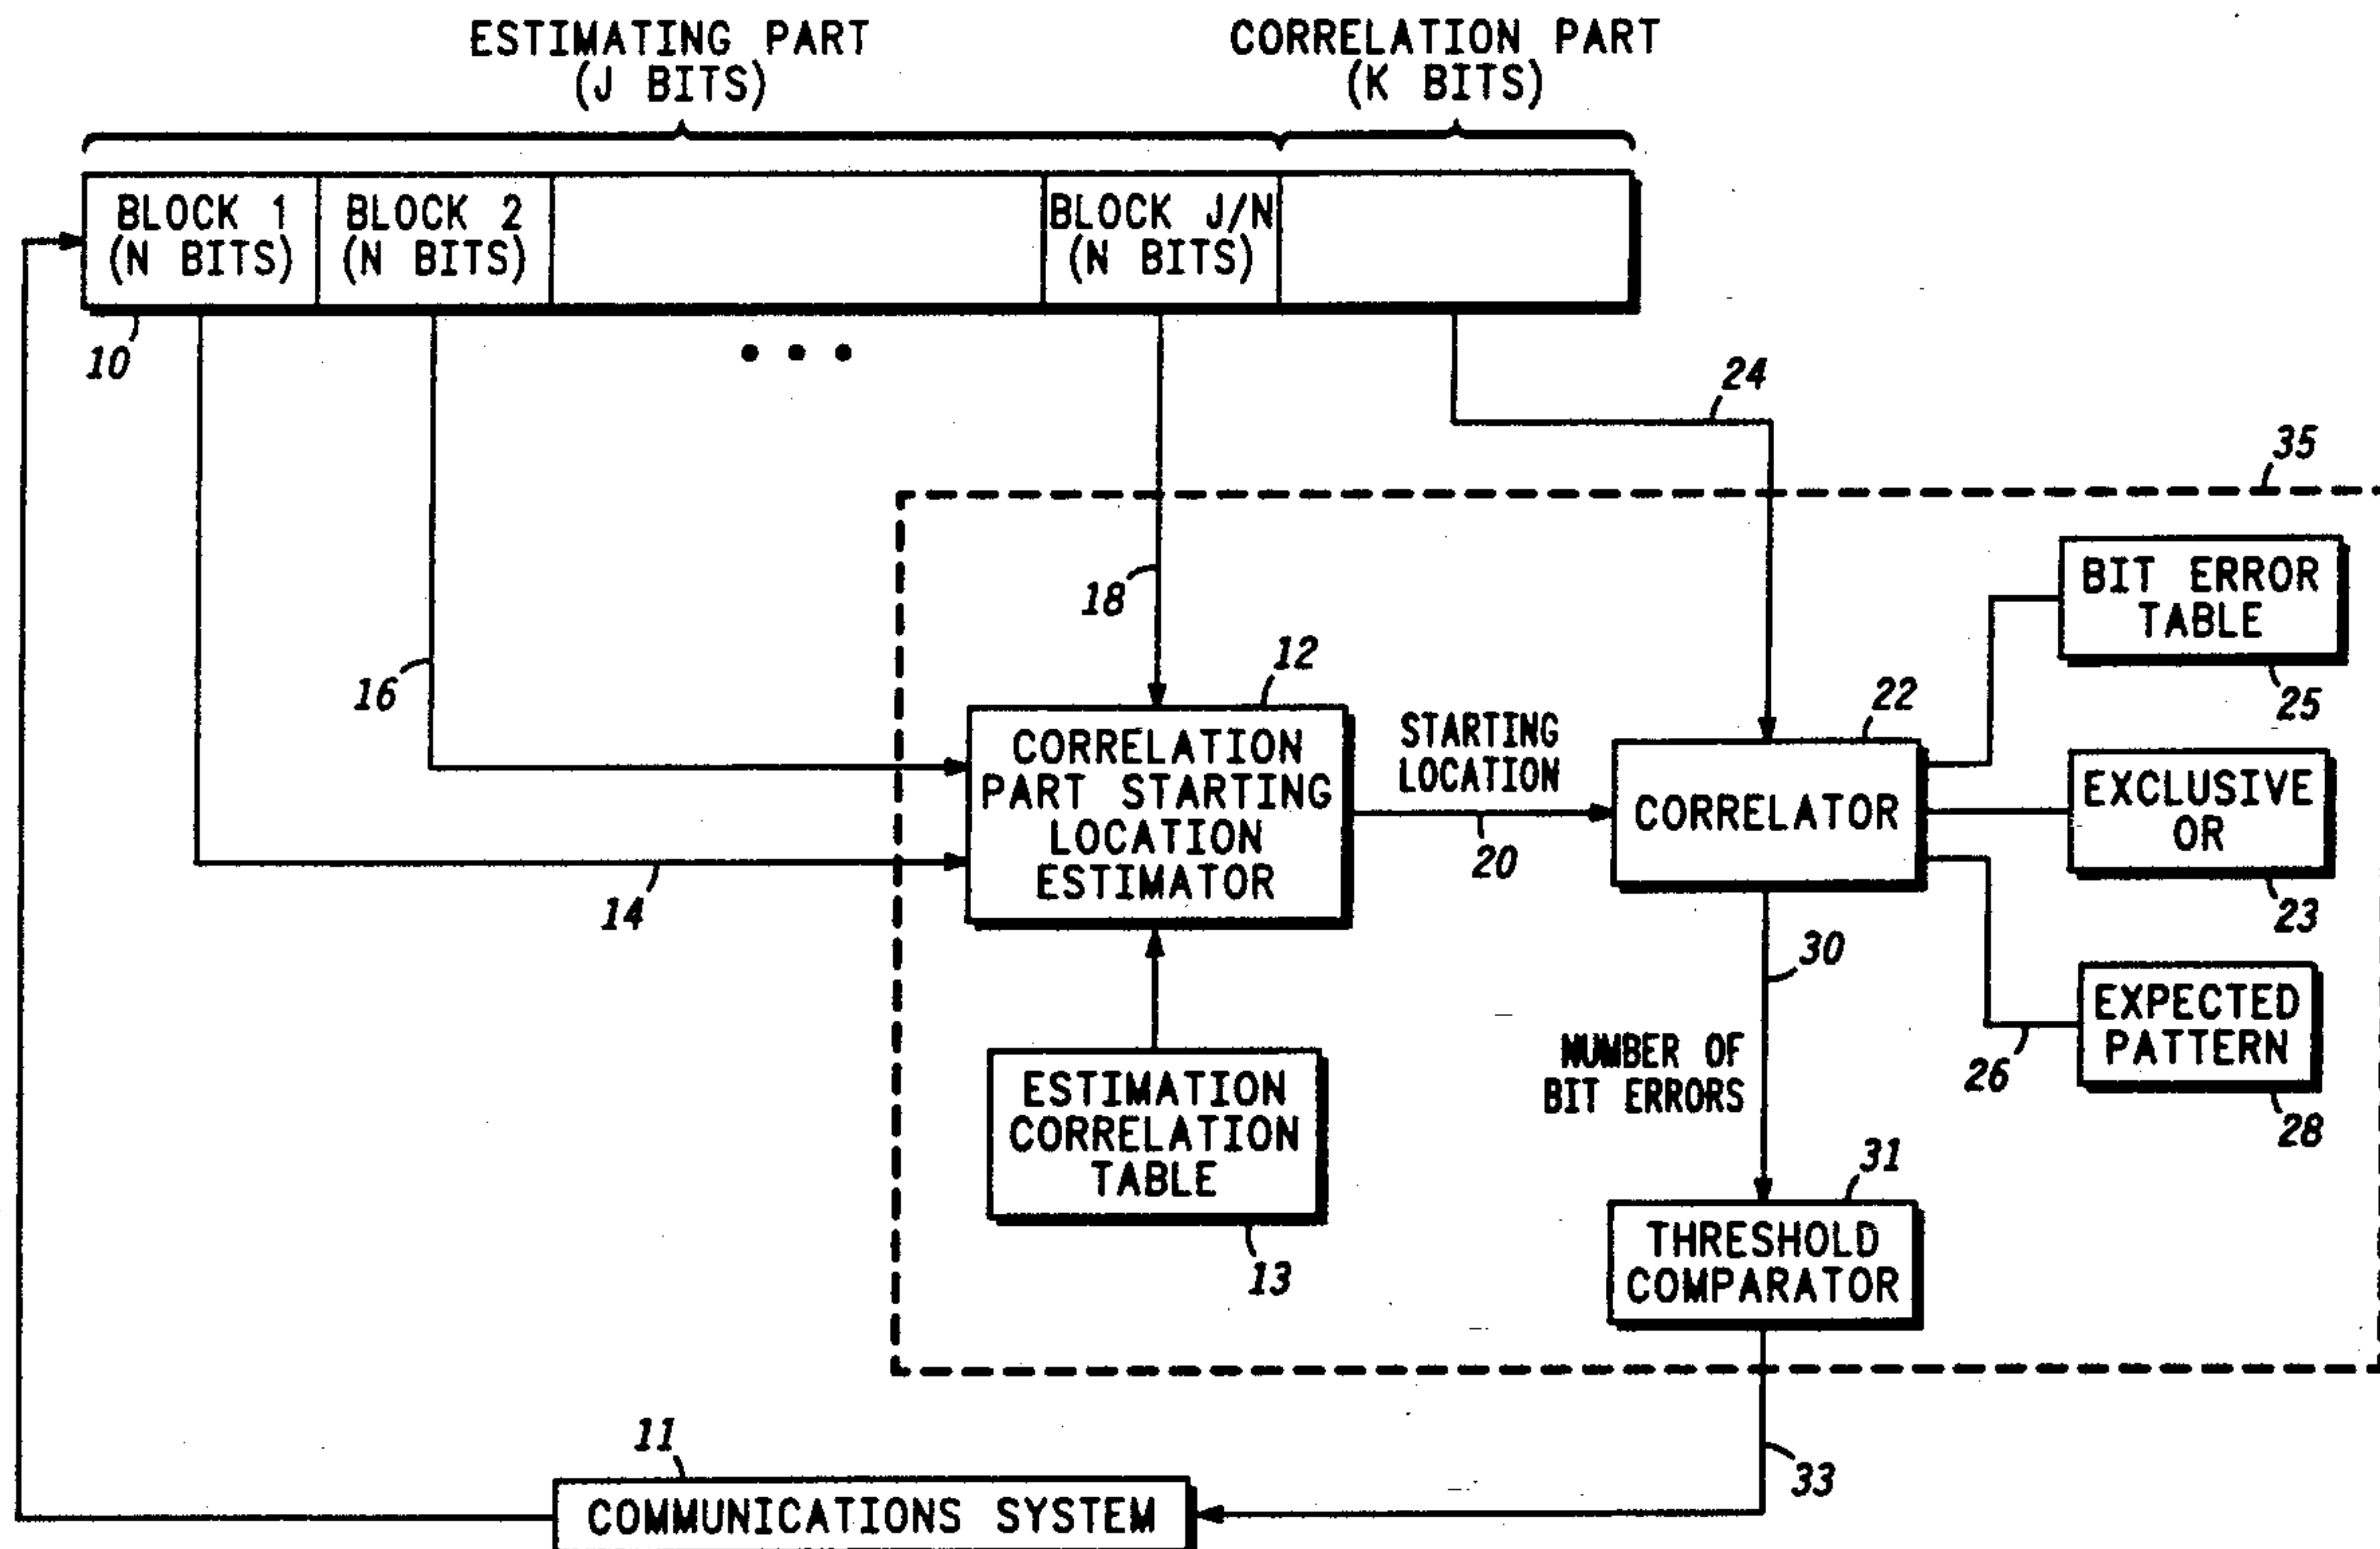 ESTIMATING PART
(J BITS)
CORRELATION PART
(K BITS)
BLOCK 1
(N BITS)
BLOCK 2
(N BITS)
BLOCK J/N
(N BITS)
10
24
35
18
16
12
BIT ERROR
TABLE
25
22
STARTING
LOCATION
CORRELATION
PART STARTING
LOCATION
ESTIMATOR
20
CORRELATOR
EXCLUSIVE
OR
23
14
30
EXPECTED
PATTERN
26
28
NUMBER OF
BIT ERRORS
ESTIMATION
CORRELATION
TABLE
13
31
THRESHOLD
COMPARATOR
11
33
COMMUNICATIONS SYSTEM